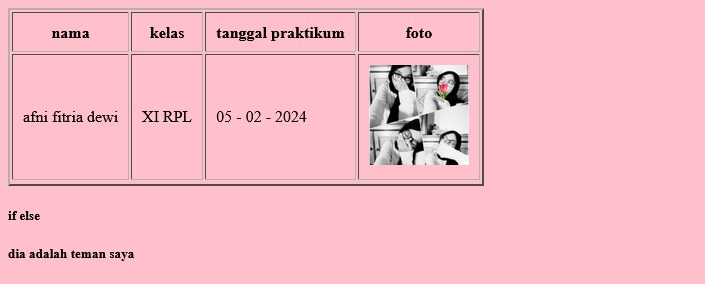 nama kelas tanggal praktikum foto
afni fitria dewi XI RPL 05 - 02 - 2024
if else
dia adalah teman saya